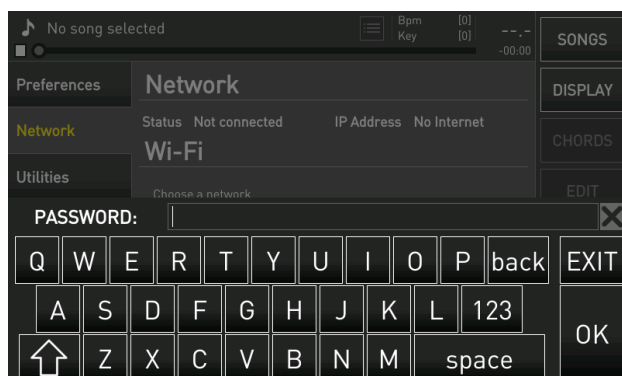 No song selected
Bpm [0]
Key [0]
--.-
-00:00
SONGS
Preferences
Network
DISPLAY
Network
Status Not connected IP Address No Internet
CHORDS
Wi-Fi
Utilities
Choose a network
EDIT
PASSWORD:
Q W E R T Y U I O P back EXIT
A S D F G H J K L 123
OK
Z X C V B N M space